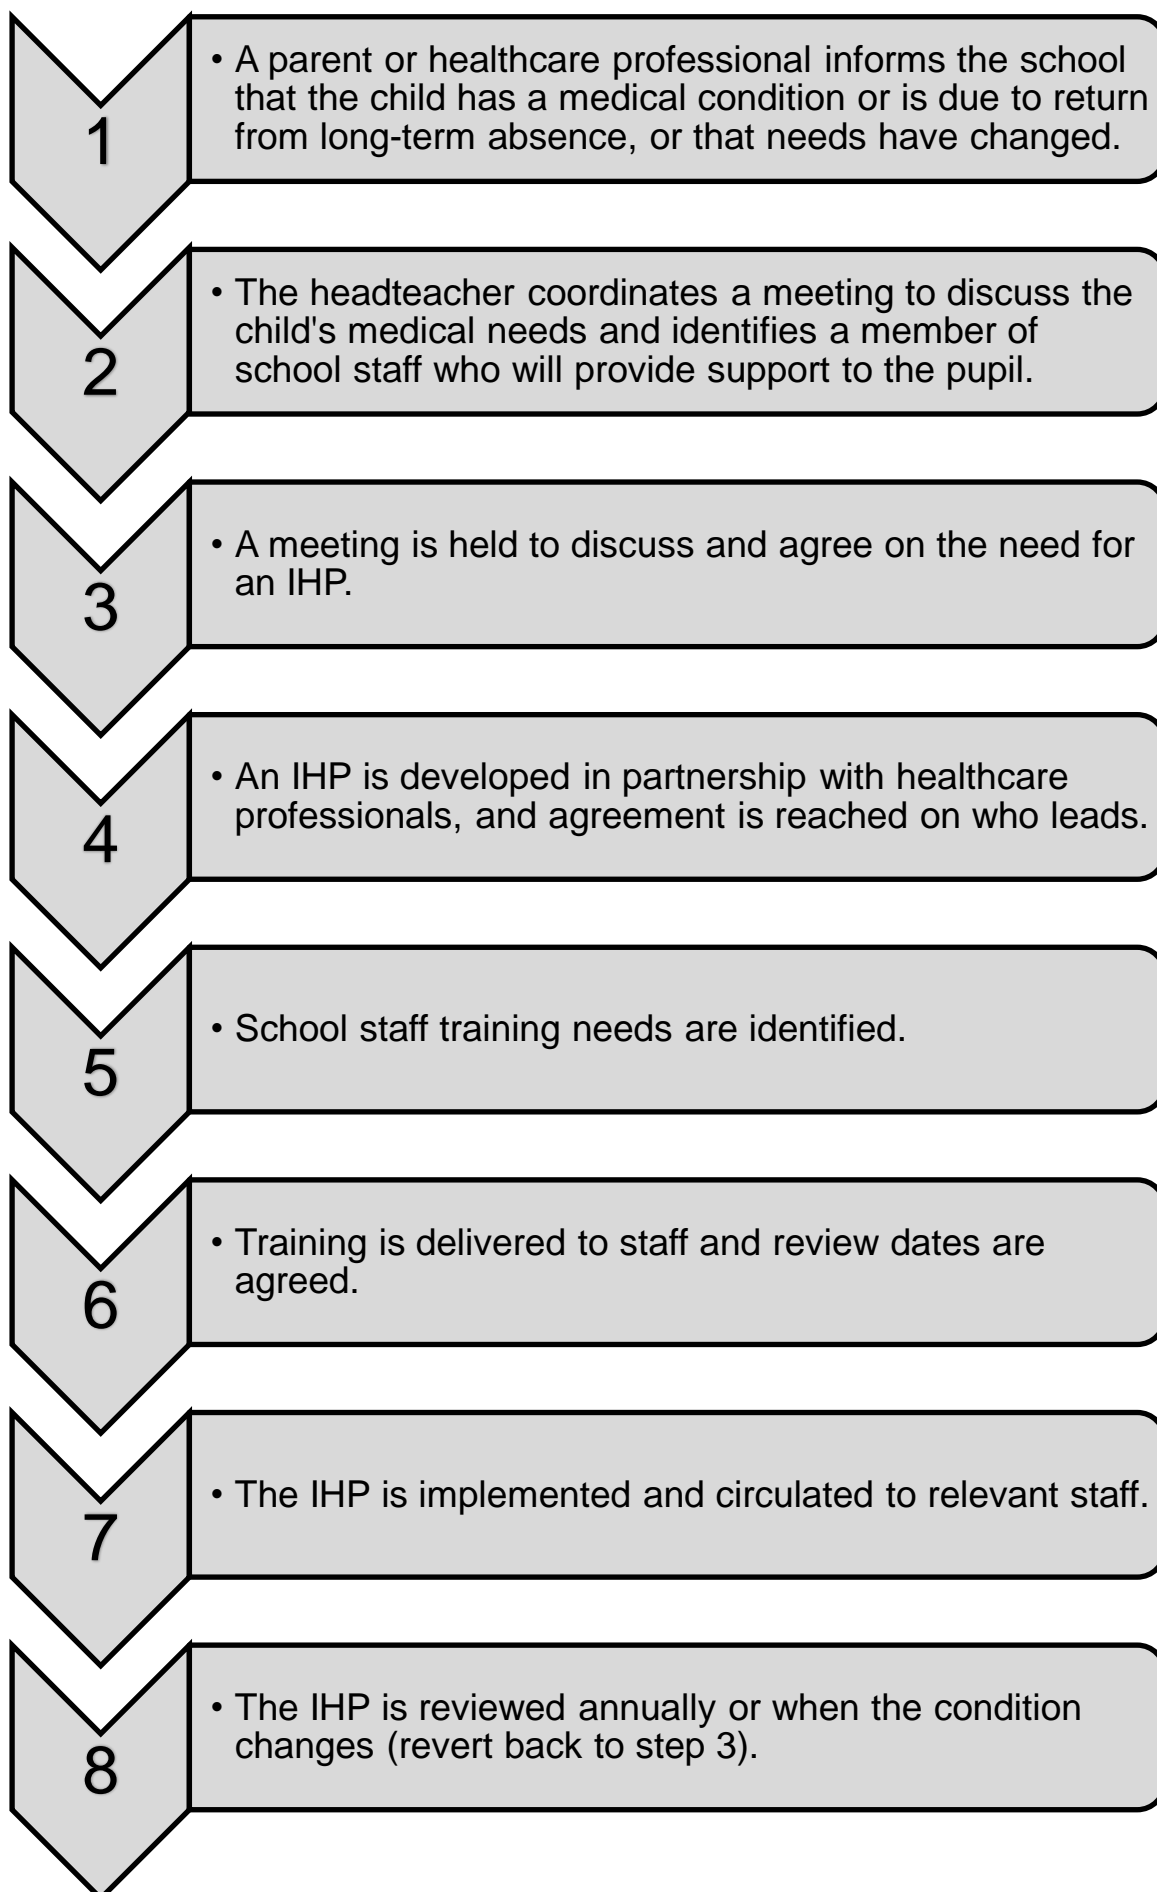 1
• A parent or healthcare professional informs the school
that the child has a medical condition or is due to return
from long-term absence, or that needs have changed.
2
• The headteacher coordinates a meeting to discuss the
child's medical needs and identifies a member of
school staff who will provide support to the pupil.
3
• A meeting is held to discuss and agree on the need for
an IHP.
4
• An IHP is developed in partnership with healthcare
professionals, and agreement is reached on who leads.
5
• School staff training needs are identified.
6
• Training is delivered to staff and review dates are
agreed.
7
• The IHP is implemented and circulated to relevant staff.
8
• The IHP is reviewed annually or when the condition
changes (revert back to step 3).